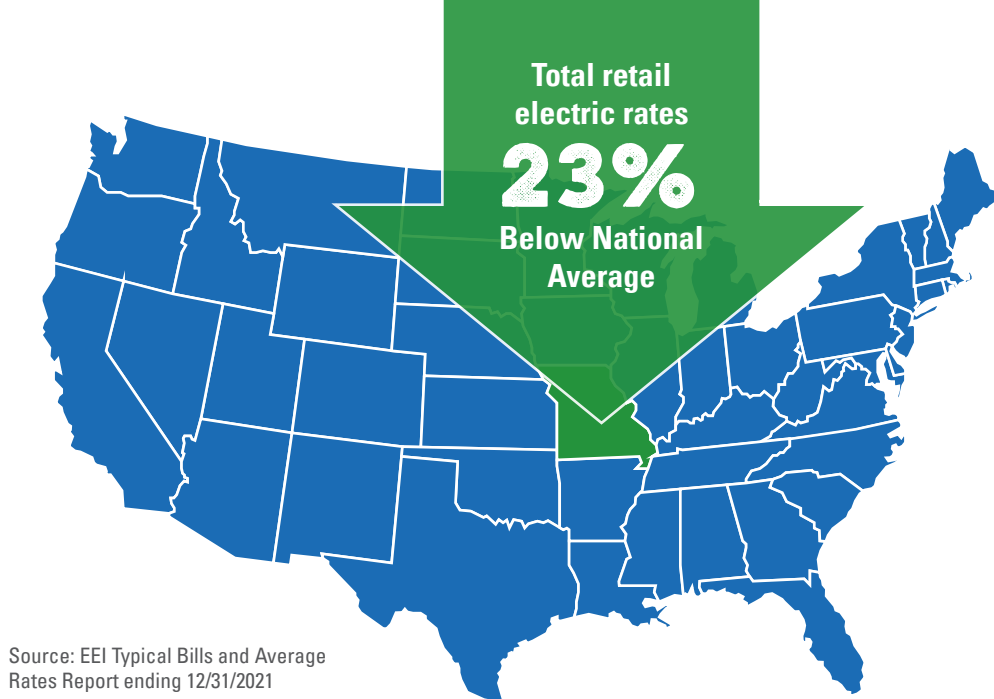 Total retail
electric rates
23%
Below National
Average
Source: EEI Typical Bills and Average
Rates Report ending 12/31/2021